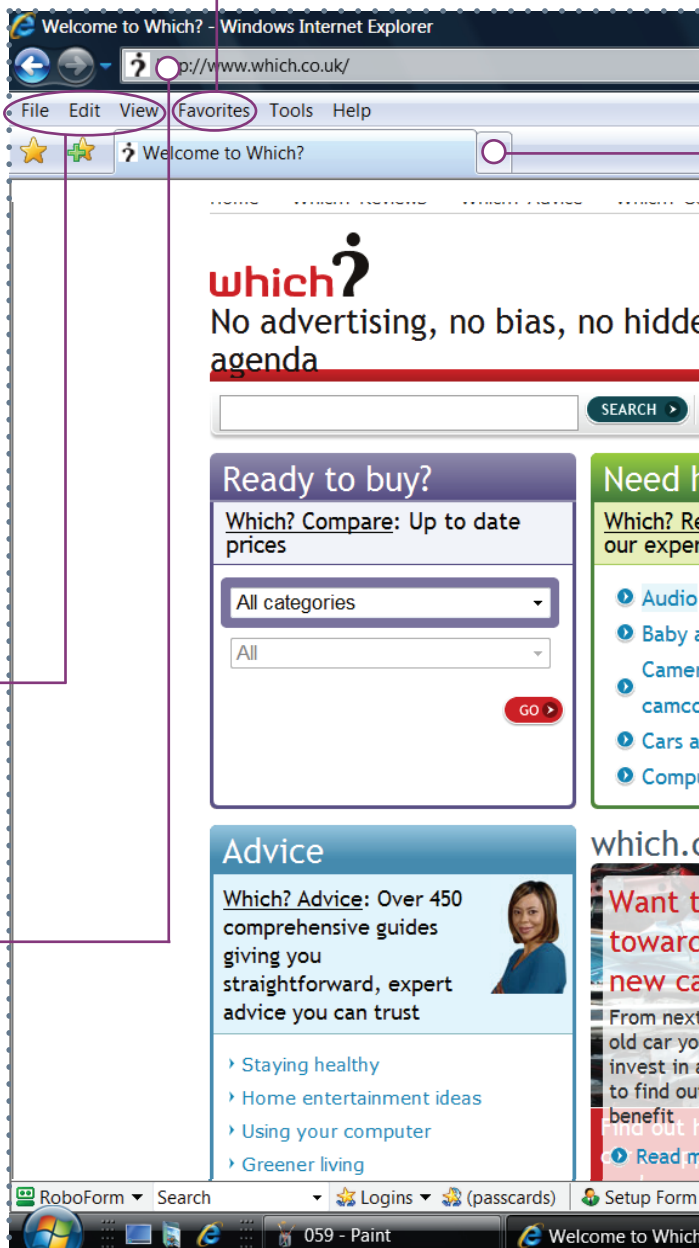 Welcome to Which? - Windows Internet Explorer
p://www.which.co.uk/
File Edit View Favorites Tools Help
Welcome to Which?
which?
No advertising, no bias, no hidde
agenda
SEARCH
Ready to buy?
Which? Compare: Up to date
prices
All categories
All
GO
Need h
Which? Re
our exper
Audio
Baby a
Camer
camco
Cars a
Compu
Advice
Which? Advice: Over 450
comprehensive guides
giving you
straightforward, expert
advice you can trust
Staying healthy
Home entertainment ideas
Using your computer
Greener living
which.c
Want t
toward
new ca
From next
old car yo
invest in a
to find ou
benefit
Find out h
Read m
RoboForm Search Logins (passcards) Setup Form
059 - Paint Welcome to Which